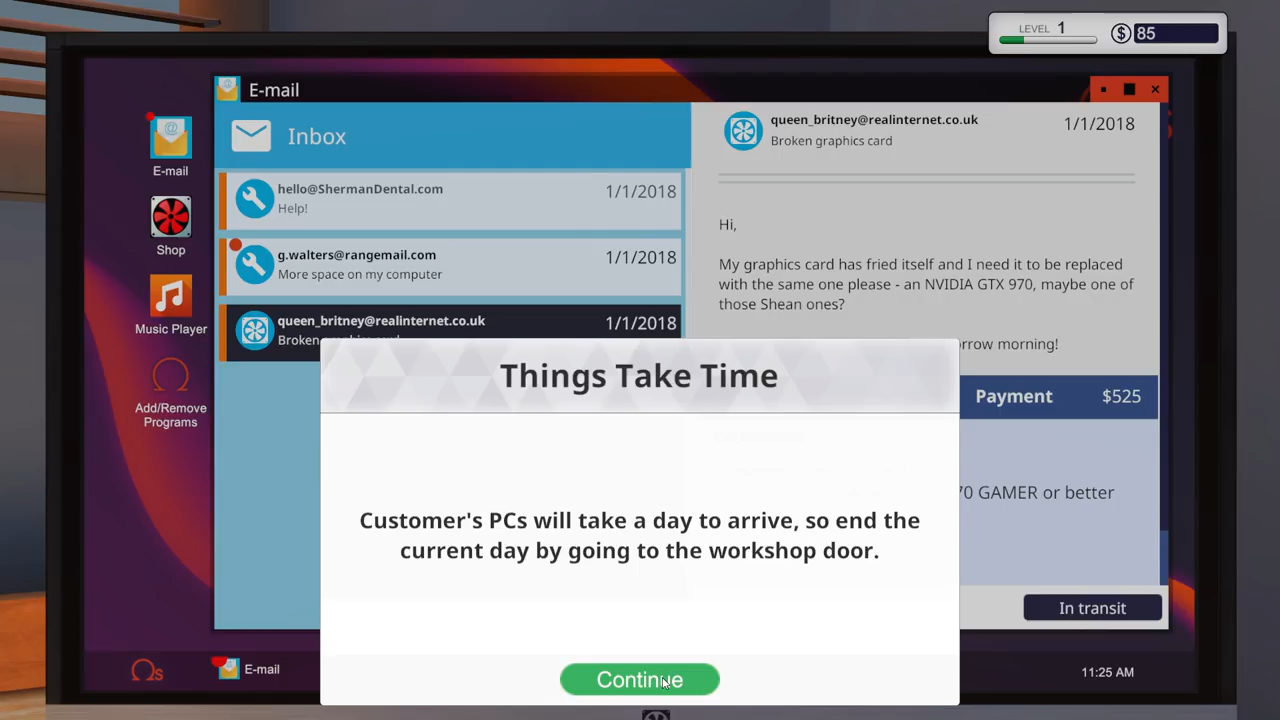 LEVEL 1
$ 85
E-mail
Inbox
hello@ShermanDental.com
1/1/2018
Help!
g.walters@rangemail.com
1/1/2018
More space on my computer
queen_britney@realinternet.co.uk
1/1/2018
Broken graphics card
queen_britney@realinternet.co.uk
1/1/2018
Broken graphics card
Hi,
My graphics card has fried itself and I need it to be replaced
with the same one please - an NVIDIA GTX 970, maybe one of
those Shean ones?
rrow morning!
Payment $525
70 GAMER or better
In transit
E-mail
Shop
Music Player
Add/Remove
Programs
Things Take Time
Customer's PCs will take a day to arrive, so end the
current day by going to the workshop door.
Continue
Ωs
E-mail
11:25 AM